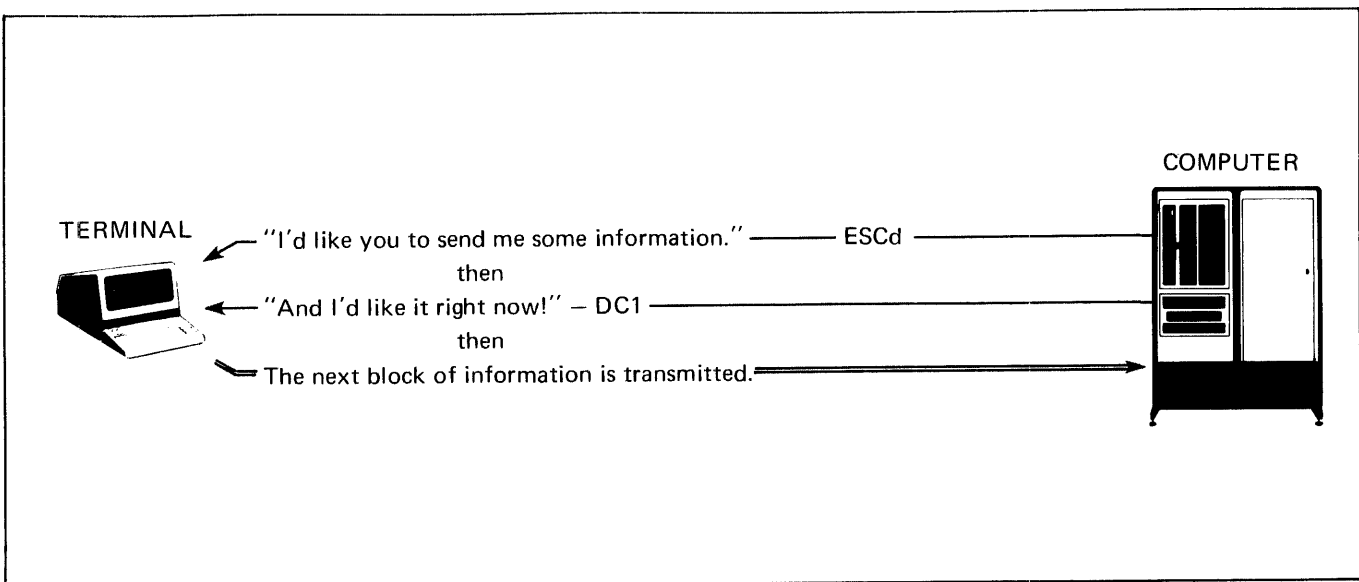 COMPUTER
TERMINAL
"I'd like you to send me some information." ESCd
then
"And I'd like it right now!" — DC1
then
The next block of information is transmitted.